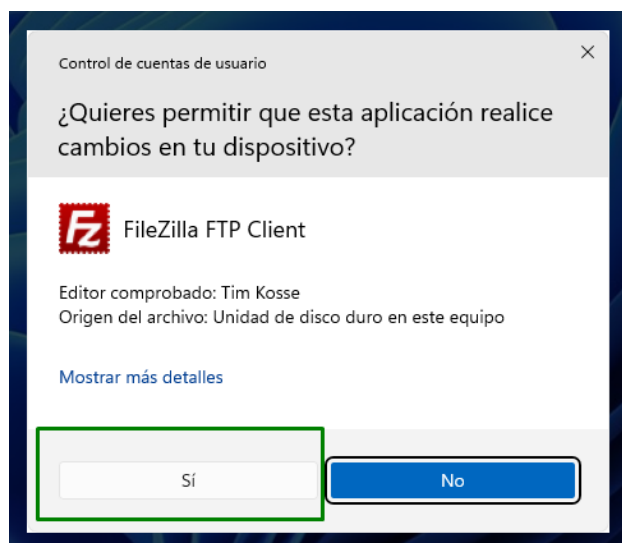 Control de cuentas de usuario
¿Quieres permitir que esta aplicación realice
cambios en tu dispositivo?
Fz FileZilla FTP Client
Editor comprobado: Tim Kosse
Origen del archivo: Unidad de disco duro en este equipo
Mostrar más detalles
Sí No